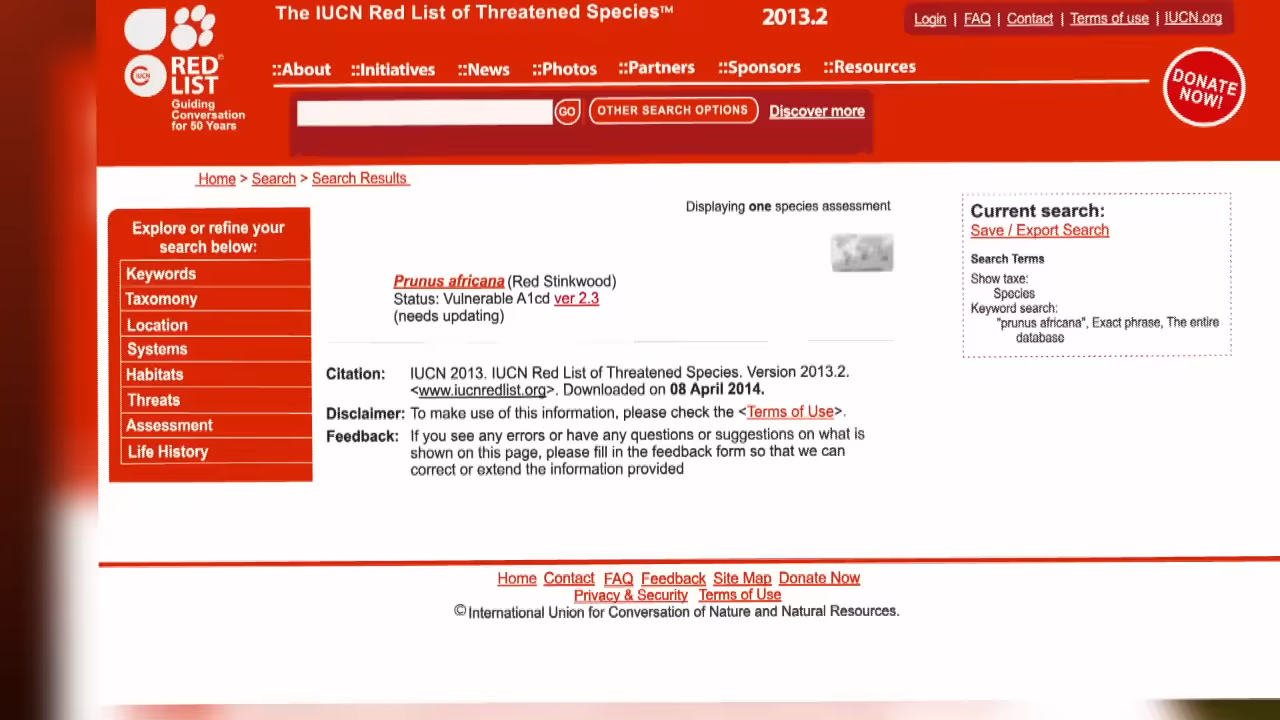 The IUCN Red List of Threatened Species™
2013.2
Login | FAQ | Contact | Terms of use | IUCN.org
IUCN
RED
LIST
Guiding
Conversation
for 50 Years
::About ::Initiatives ::News ::Photos ::Partners ::Sponsors ::Resources
DONATE
NOW!
GO
OTHER SEARCH OPTIONS
Discover more
Home > Search > Search Results
Displaying one species assessment
Explore or refine your
search below:
Keywords
Taxomony
Location
Systems
Habitats
Threats
Assessment
Life History
Prunus africana (Red Stinkwood)
Status: Vulnerable A1cd ver 2.3
(needs updating)
Citation: IUCN 2013. IUCN Red List of Threatened Species. Version 2013.2.
<www.iucnredlist.org>. Downloaded on 08 April 2014.
Disclaimer: To make use of this information, please check the <Terms of Use>.
Feedback: If you see any errors or have any questions or suggestions on what is
shown on this page, please fill in the feedback form so that we can
correct or extend the information provided
Current search:
Save / Export Search
Search Terms
Show taxe:
Species
Keyword search:
"prunus africana", Exact phrase, The entire
database
Home Contact FAQ Feedback Site Map Donate Now
Privacy & Security Terms of Use
© International Union for Conversation of Nature and Natural Resources.